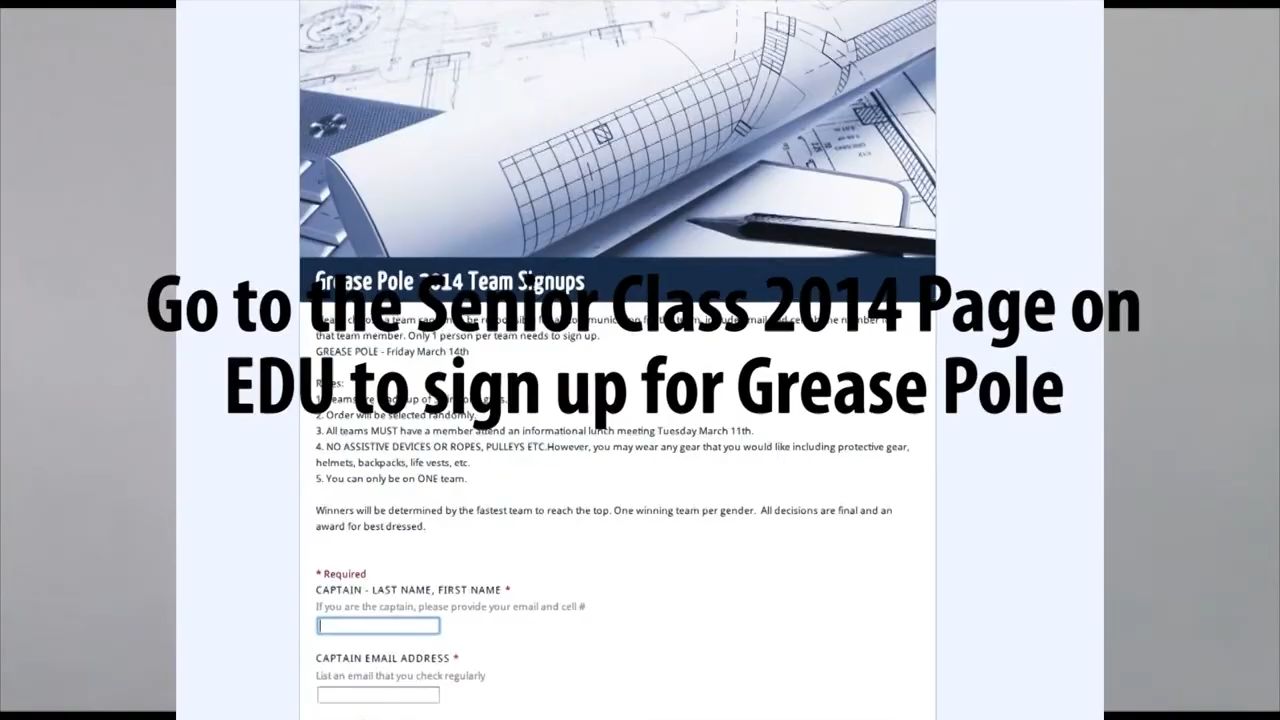 Grease Pole 2014 Team Signups
Go to the Senior Class 2014 Page on
EDU to sign up for Grease Pole
that team member. Only 1 person per team needs to sign up.
GREASE POLE - Friday March 14th
Rules:
2. Order will be selected randomly.
3. All teams MUST have a member attend an informational lunch meeting Tuesday March 11th.
4. NO ASSISTIVE DEVICES OR ROPES, PULLEYS ETC.However, you may wear any gear that you would like including protective gear,
helmets, backpacks, life vests, etc.
5. You can only be on ONE team.
Winners will be determined by the fastest team to reach the top. One winning team per gender. All decisions are final and an
award for best dressed.
* Required
CAPTAIN - LAST NAME, FIRST NAME *
If you are the captain, please provide your email and cell #
CAPTAIN EMAIL ADDRESS *
List an email that you check regularly